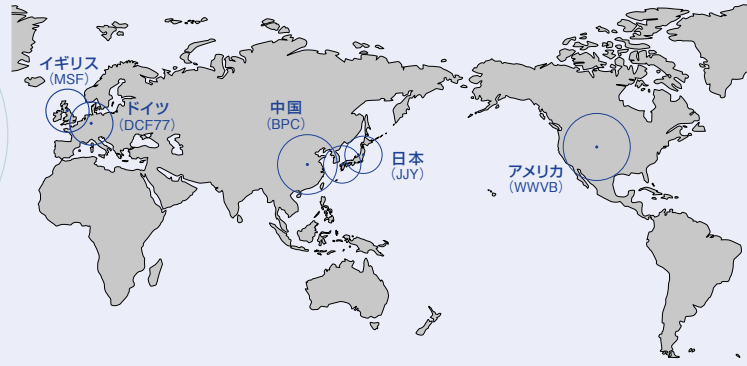 イギリス
(MSF)
ドイツ
(DCF77)
中国
(BPC)
日本
(JJY)
アメリカ
(WWVB)